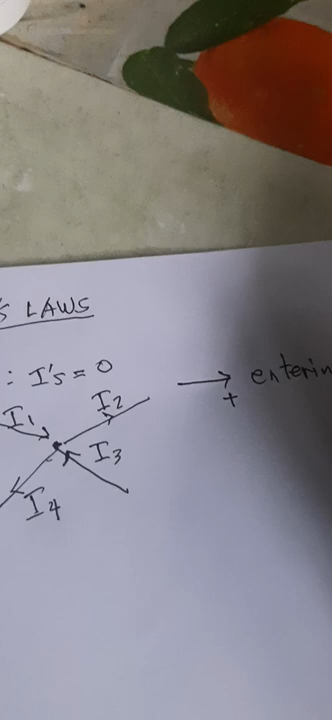 'S LAWS
: I's = 0
→ enterin
+
I1
I2
I3
I4